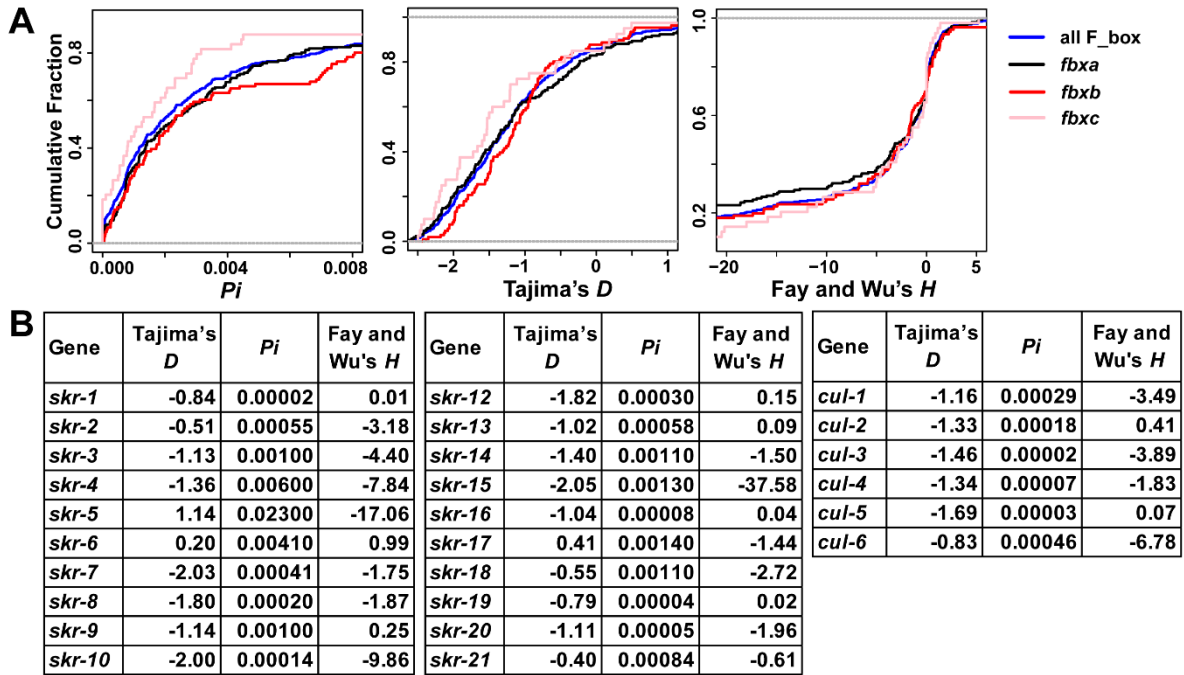 A
Cumulative Fraction
0.0 0.4 0.8
0.000 0.004 0.008
Pi
0.0 0.4 0.8
−2 −1 0 1
Tajima's D
0.2 0.6 1.0
−20 −10 0 5
Fay and Wu's H
all F_box
fbxa
fbxb
fbxc
B
Gene Tajima's D Pi Fay and Wu's H
skr-1 -0.84 0.00002 0.01
skr-2 -0.51 0.00055 -3.18
skr-3 -1.13 0.00100 -4.40
skr-4 -1.36 0.00600 -7.84
skr-5 1.14 0.02300 -17.06
skr-6 0.20 0.00410 0.99
skr-7 -2.03 0.00041 -1.75
skr-8 -1.80 0.00020 -1.87
skr-9 -1.14 0.00100 0.25
skr-10 -2.00 0.00014 -9.86
Gene Tajima's D Pi Fay and Wu's H
skr-12 -1.82 0.00030 0.15
skr-13 -1.02 0.00058 0.09
skr-14 -1.40 0.00110 -1.50
skr-15 -2.05 0.00130 -37.58
skr-16 -1.04 0.00008 0.04
skr-17 0.41 0.00140 -1.44
skr-18 -0.55 0.00110 -2.72
skr-19 -0.79 0.00004 0.02
skr-20 -1.11 0.00005 -1.96
skr-21 -0.40 0.00084 -0.61
Gene Tajima's D Pi Fay and Wu's H
cul-1 -1.16 0.00029 -3.49
cul-2 -1.33 0.00018 0.41
cul-3 -1.46 0.00002 -3.89
cul-4 -1.34 0.00007 -1.83
cul-5 -1.69 0.00003 0.07
cul-6 -0.83 0.00046 -6.78